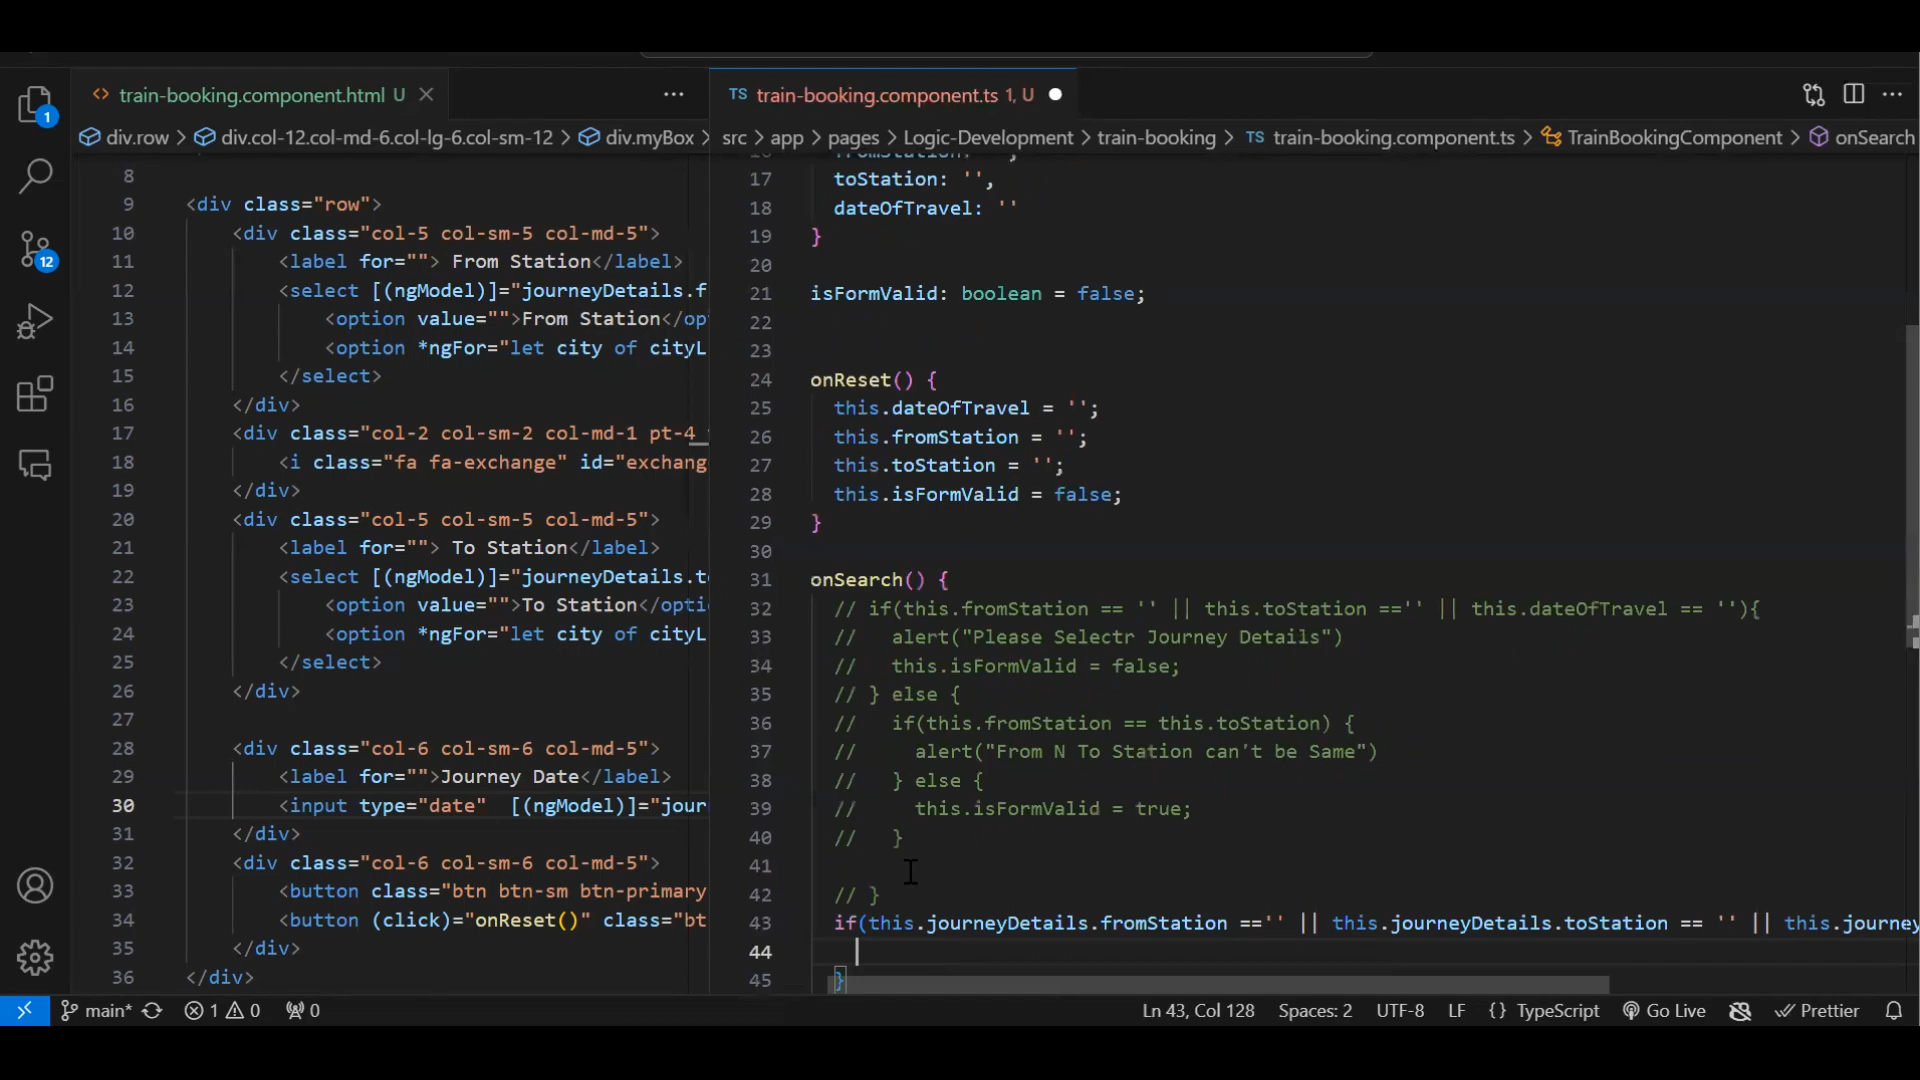 train-booking.component.html U
TS train-booking.component.ts 1, U
div.row > div.col-12.col-md-6.col-lg-6.col-sm-12 > div.myBox >
src > app > pages > Logic-Development > train-booking > TS train-booking.component.ts > TrainBookingComponent > onSearch
8
9 <div class="row">
10 <div class="col-5 col-sm-5 col-md-5">
11 <label for=""> From Station</label>
12 <select [(ngModel)]="journeyDetails.f
13 <option value="">From Station</op
14 <option *ngFor="let city of cityL
15 </select>
16 </div>
17 <div class="col-2 col-sm-2 col-md-1 pt-4
18 <i class="fa fa-exchange" id="exchang
19 </div>
20 <div class="col-5 col-sm-5 col-md-5">
21 <label for=""> To Station</label>
22 <select [(ngModel)]="journeyDetails.t
23 <option value="">To Station</opti
24 <option *ngFor="let city of cityL
25 </select>
26 </div>
27
28 <div class="col-6 col-sm-6 col-md-5">
29 <label for="">Journey Date</label>
30 <input type="date" [(ngModel)]="jour
31 </div>
32 <div class="col-6 col-sm-6 col-md-5">
33 <button class="btn btn-sm btn-primary
34 <button (click)="onReset()" class="bt
35 </div>
36 </div>
16 fromStation: '',
17 toStation: '',
18 dateOfTravel: ''
19 }
20
21 isFormValid: boolean = false;
22
23
24 onReset() {
25 this.dateOfTravel = '';
26 this.fromStation = '';
27 this.toStation = '';
28 this.isFormValid = false;
29 }
30
31 onSearch() {
32 // if(this.fromStation == '' || this.toStation =='' || this.dateOfTravel == ''){
33 // alert("Please Selectr Journey Details")
34 // this.isFormValid = false;
35 // } else {
36 // if(this.fromStation == this.toStation) {
37 // alert("From N To Station can't be Same")
38 // } else {
39 // this.isFormValid = true;
40 // }
41
42 // }
43 if(this.journeyDetails.fromStation =='' || this.journeyDetails.toStation == '' || this.journey
44
45 }
1
12
main* 1 0 0
Ln 43, Col 128 Spaces: 2 UTF-8 LF {} TypeScript Go Live Prettier